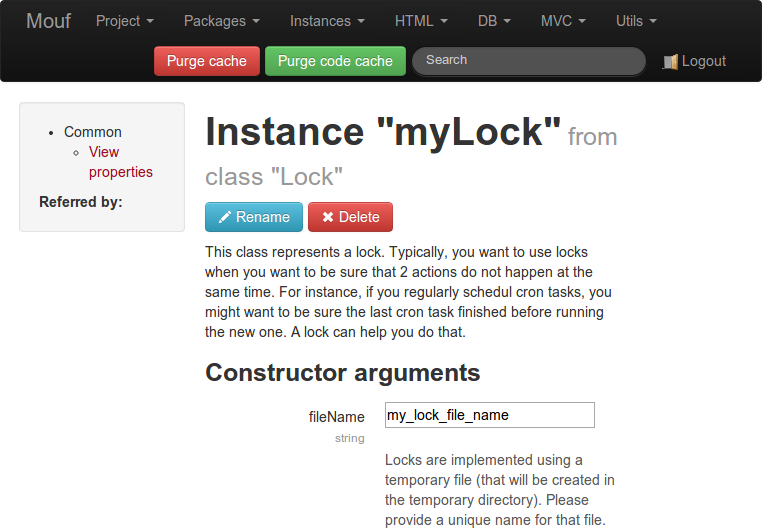 Mouf Project Packages Instances HTML DB MVC Utils
Purge cache Purge code cache Search Logout
Common
View
properties
Referred by:
Instance "myLock" from
class "Lock"
Rename Delete
This class represents a lock. Typically, you want to use locks
when you want to be sure that 2 actions do not happen at the
same time. For instance, if you regularly schedul cron tasks, you
might want to be sure the last cron task finished before running
the new one. A lock can help you do that.
Constructor arguments
fileName my_lock_file_name
string
Locks are implemented using a
temporary file (that will be created in
the temporary directory). Please
provide a unique name for that file.